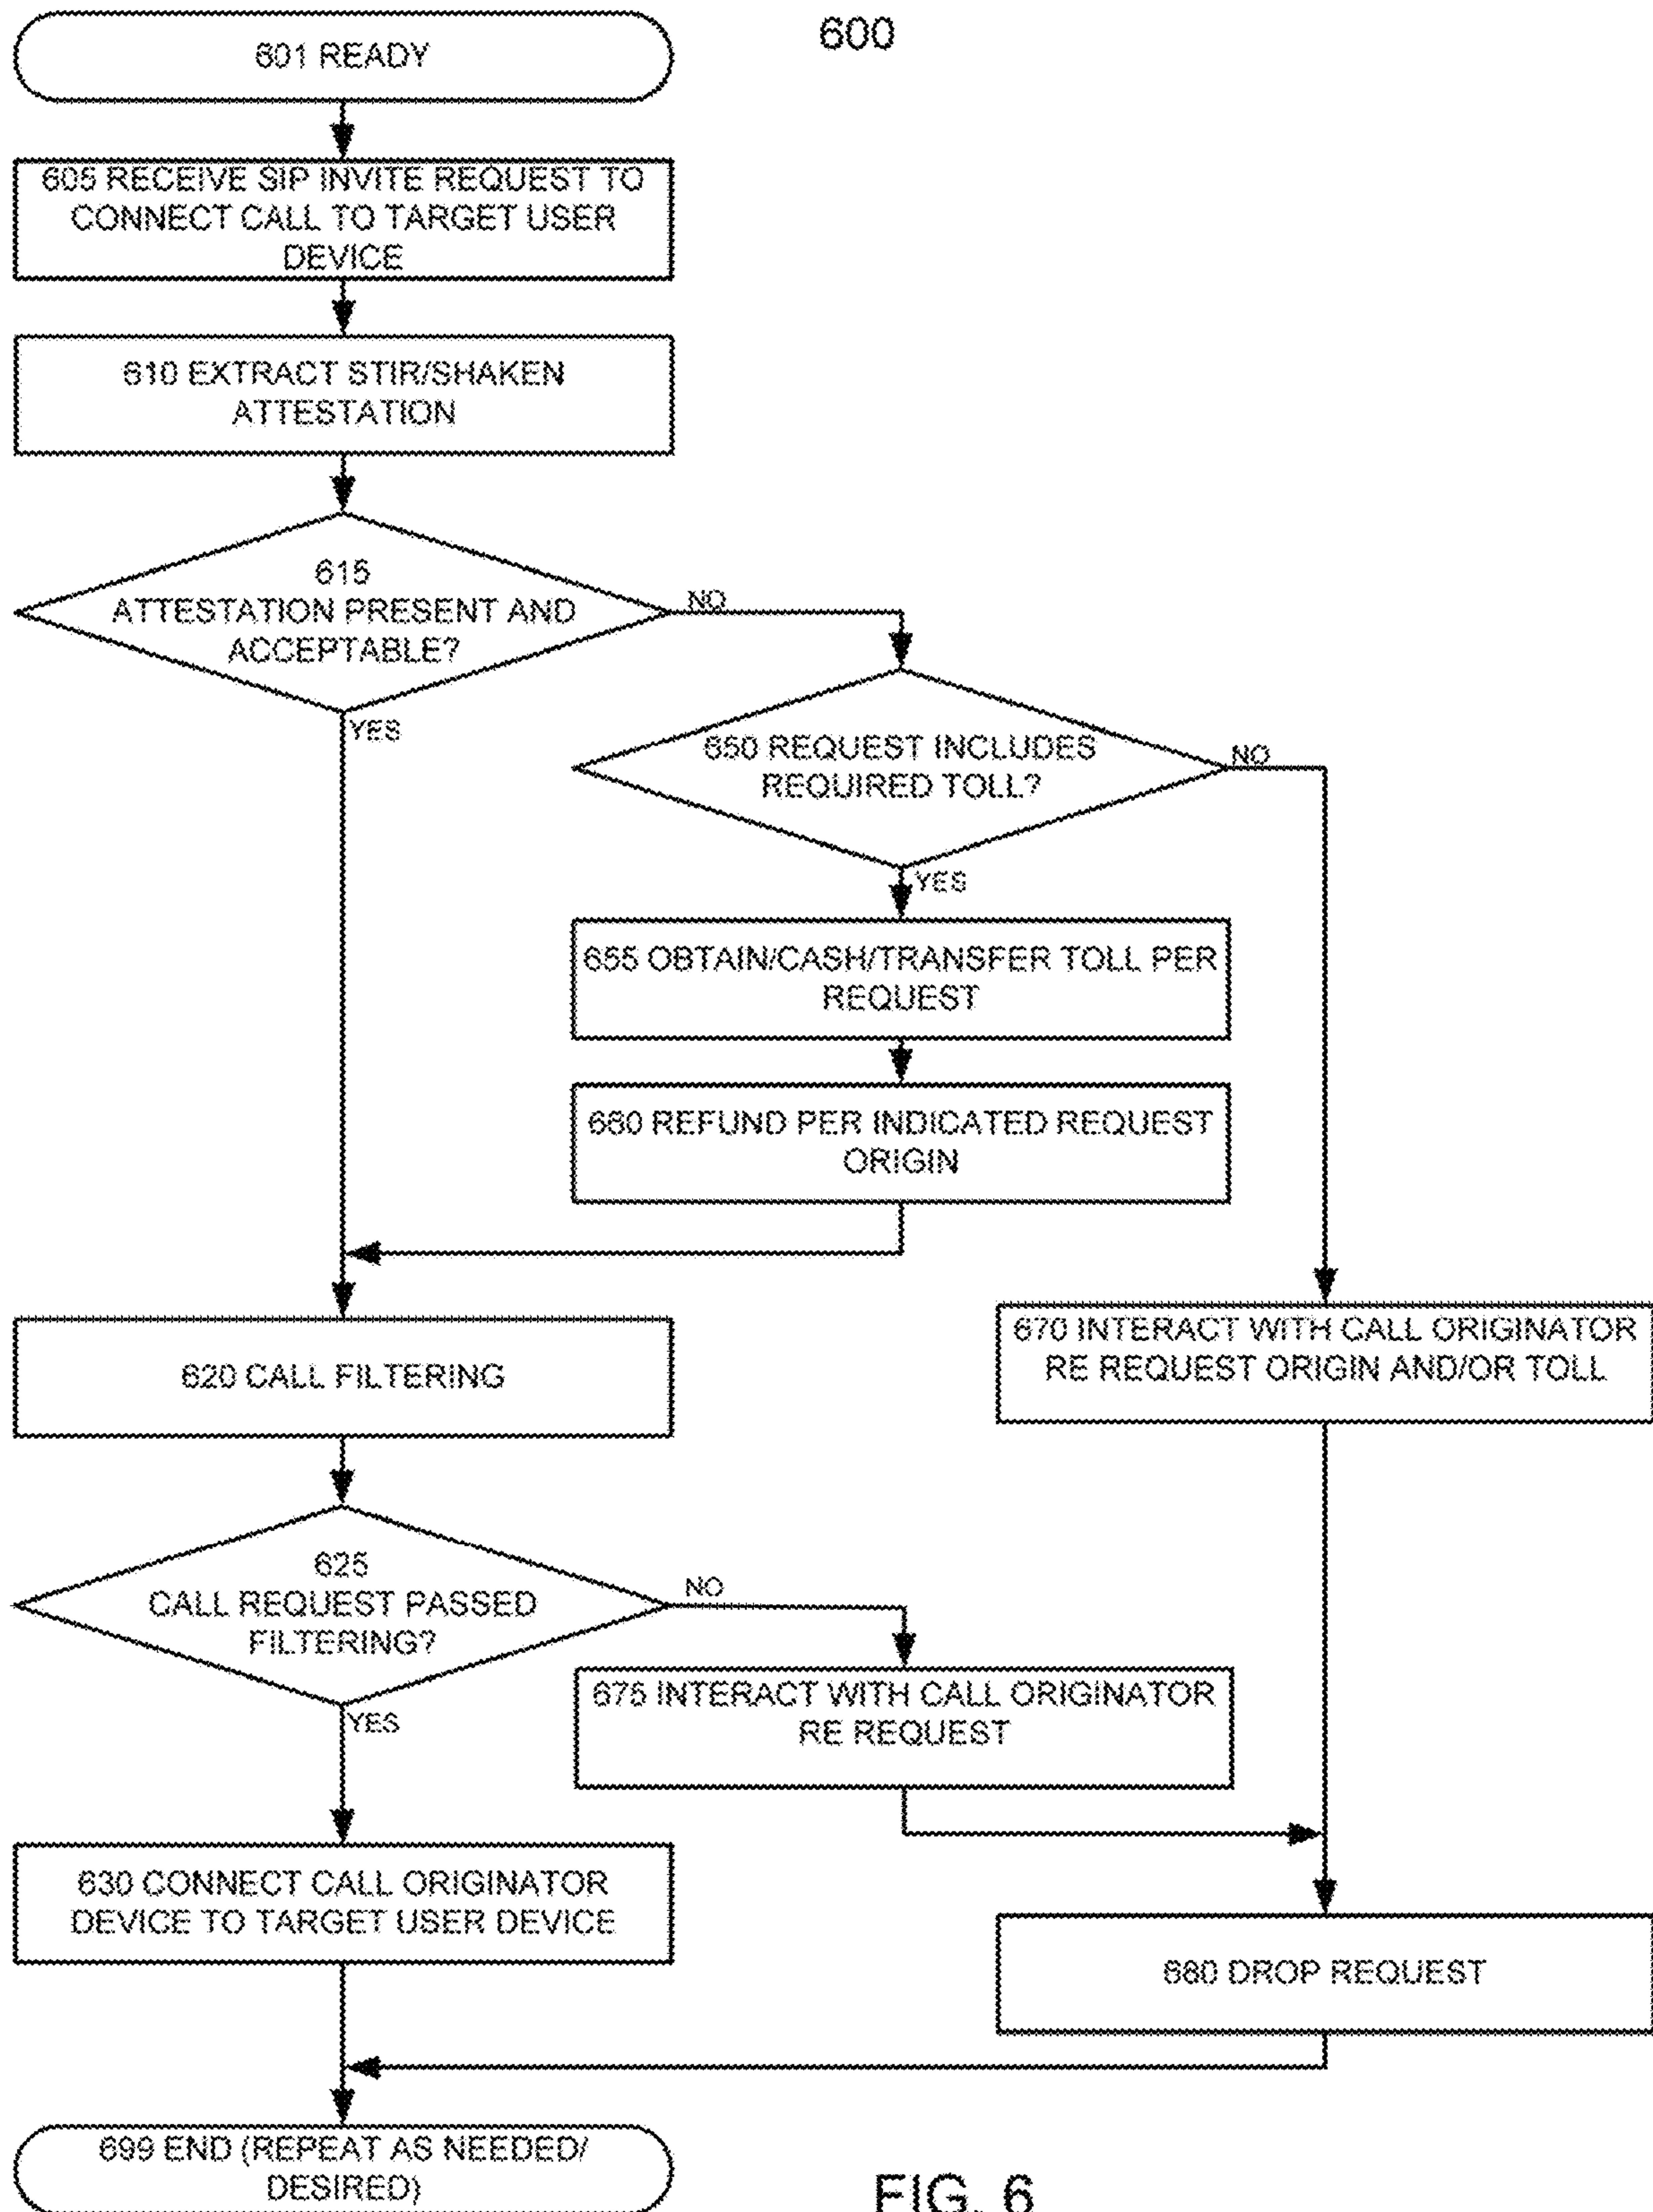 600
601 READY
605 RECEIVE SIP INVITE REQUEST TO
CONNECT CALL TO TARGET USER
DEVICE
610 EXTRACT STIR/SHAKEN
ATTESTATION
615
ATTESTATION PRESENT AND
ACCEPTABLE?
NO
YES
650 REQUEST INCLUDES
REQUIRED TOLL?
NO
YES
655 OBTAIN/CASH/TRANSFER TOLL PER
REQUEST
660 REFUND PER INDICATED REQUEST
ORIGIN
620 CALL FILTERING
670 INTERACT WITH CALL ORIGINATOR
RE REQUEST ORIGIN AND/OR TOLL
625
CALL REQUEST PASSED
FILTERING?
NO
YES
675 INTERACT WITH CALL ORIGINATOR
RE REQUEST
630 CONNECT CALL ORIGINATOR
DEVICE TO TARGET USER DEVICE
680 DROP REQUEST
699 END (REPEAT AS NEEDED/
DESIRED)
FIG. 6